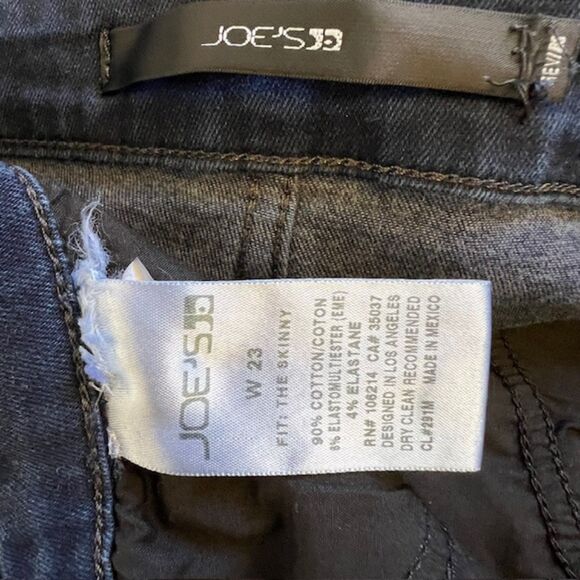 JOE'S
JOE'S
W 23
FIT: THE SKINNY
90% COTTON/COTON
6% ELASTOMULTIESTER (EME)
4% ELASTANE
RN# 106214 CA# 35037
DESIGNED IN LOS ANGELES
DRY CLEAN RECOMMENDED
CL#291M MADE IN MEXICO